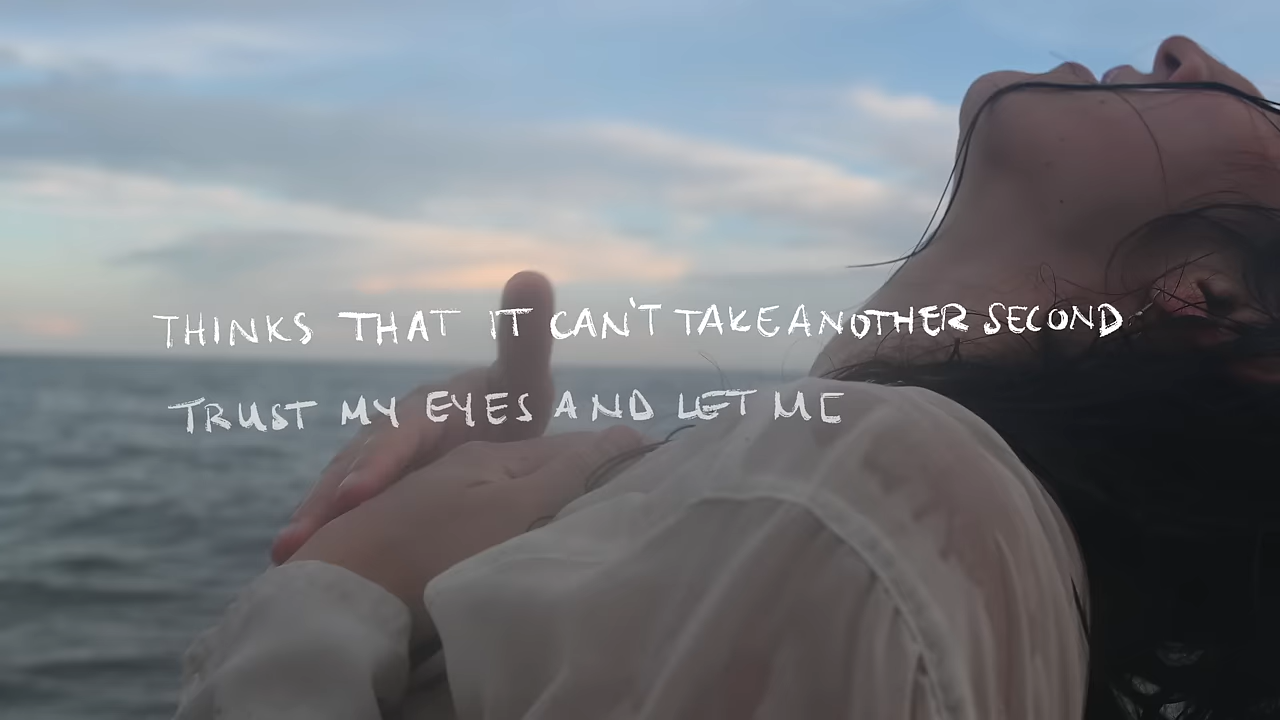 THINKS THAT IT CAN'T TAKE ANOTHER SECOND
TRUST MY EYES AND LET ME